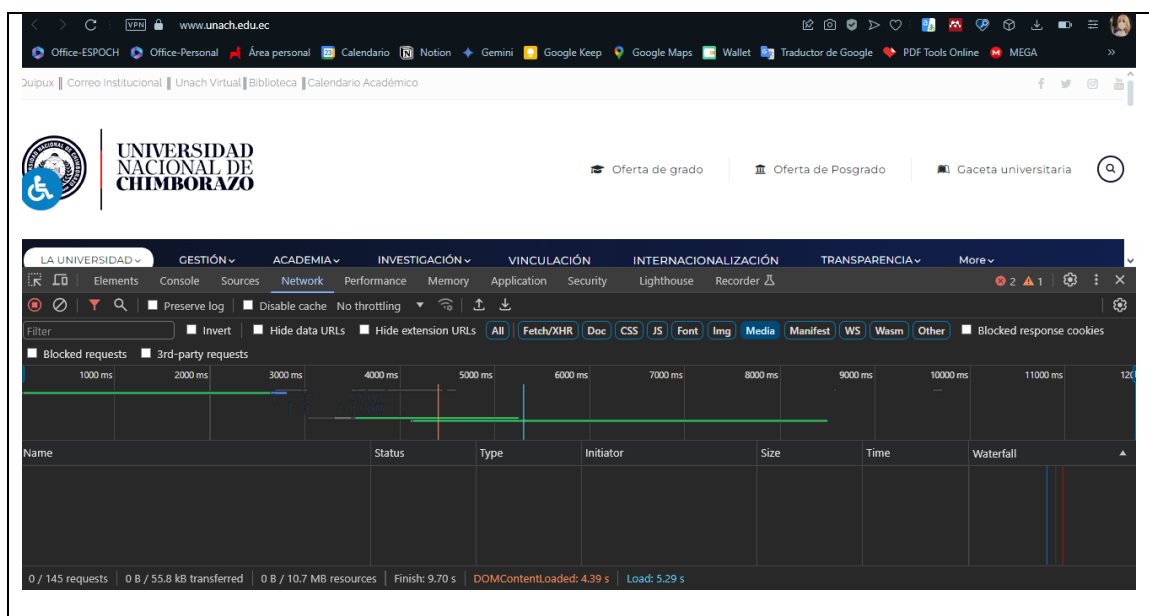 VPN www.unach.edu.ec
Office-ESPOCH Office-Personal Área personal Calendario Notion Gemini Google Keep Google Maps Wallet Traductor de Google PDF Tools Online MEGA »
Quipux Correo Institucional Unach Virtual Biblioteca Calendario Académico
UNIVERSIDAD
NACIONAL DE
CHIMBORAZO
Oferta de grado Oferta de Posgrado Gaceta universitaria
LA UNIVERSIDAD GESTIÓN ACADEMIA INVESTIGACIÓN VINCULACIÓN INTERNACIONALIZACIÓN TRANSPARENCIA More
Elements Console Sources Network Performance Memory Application Security Lighthouse Recorder 2 1
Preserve log Disable cache No throttling
Filter Invert Hide data URLs Hide extension URLs All Fetch/XHR Doc CSS JS Font Img Media Manifest WS Wasm Other Blocked response cookies
Blocked requests 3rd-party requests
1000 ms 2000 ms 3000 ms 4000 ms 5000 ms 6000 ms 7000 ms 8000 ms 9000 ms 10000 ms 11000 ms 120
Name Status Type Initiator Size Time Waterfall
0 / 145 requests 0 B / 55.8 kB transferred 0 B / 10.7 MB resources Finish: 9.70 s DOMContentLoaded: 4.39 s Load: 5.29 s